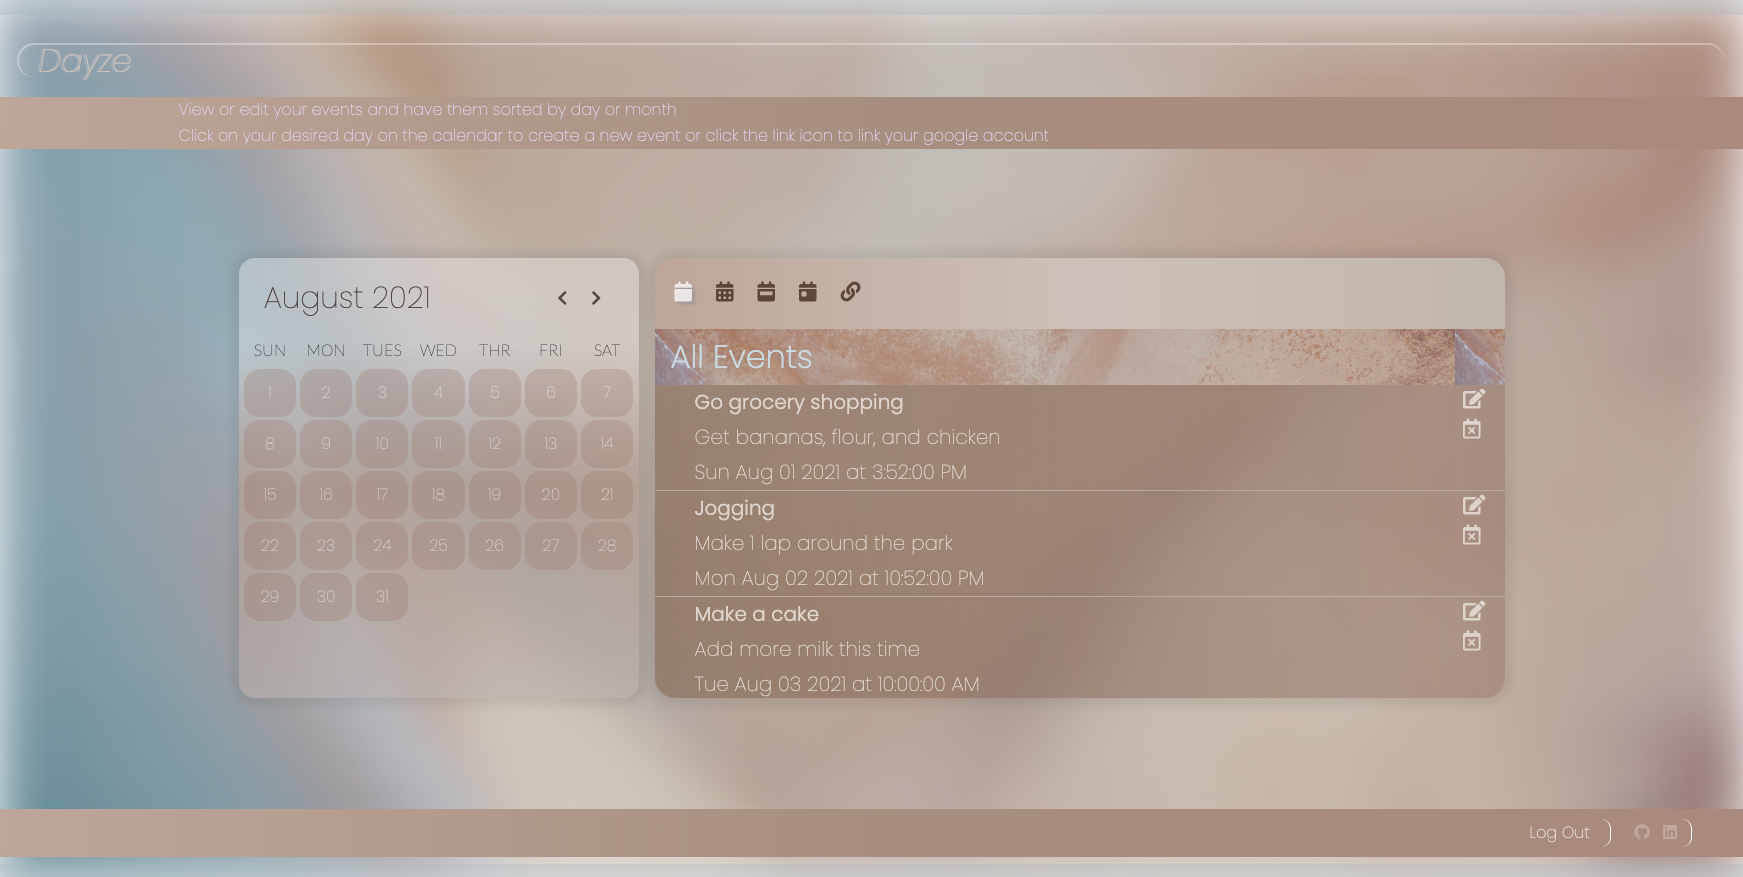 Dayze
View or edit your events and have them sorted by day or month
Click on your desired day on the calendar to create a new event or click the link icon to link your google account
August 2021
SUN MON TUES WED THR FRI SAT
1 2 3 4 5 6 7
8 9 10 11 12 13 14
15 16 17 18 19 20 21
22 23 24 25 26 27 28
29 30 31
All Events
Go grocery shopping
Get bananas, flour, and chicken
Sun Aug 01 2021 at 3:52:00 PM
Jogging
Make 1 lap around the park
Mon Aug 02 2021 at 10:52:00 PM
Make a cake
Add more milk this time
Tue Aug 03 2021 at 10:00:00 AM
Log Out